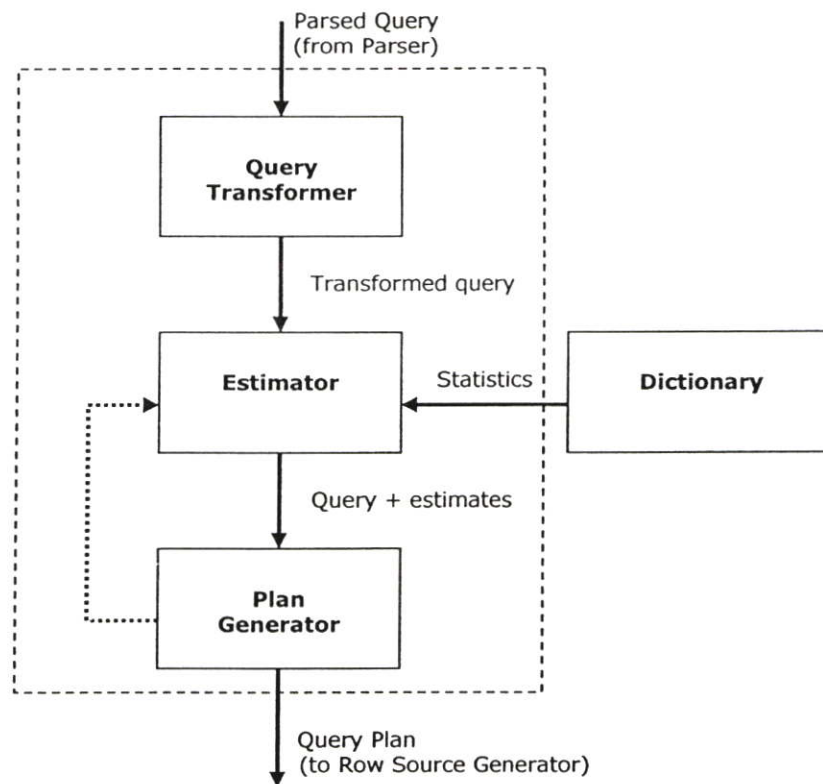 Parsed Query
(from Parser)
Query
Transformer
Transformed query
Estimator
Statistics
Dictionary
Query + estimates
Plan
Generator
Query Plan
(to Row Source Generator)